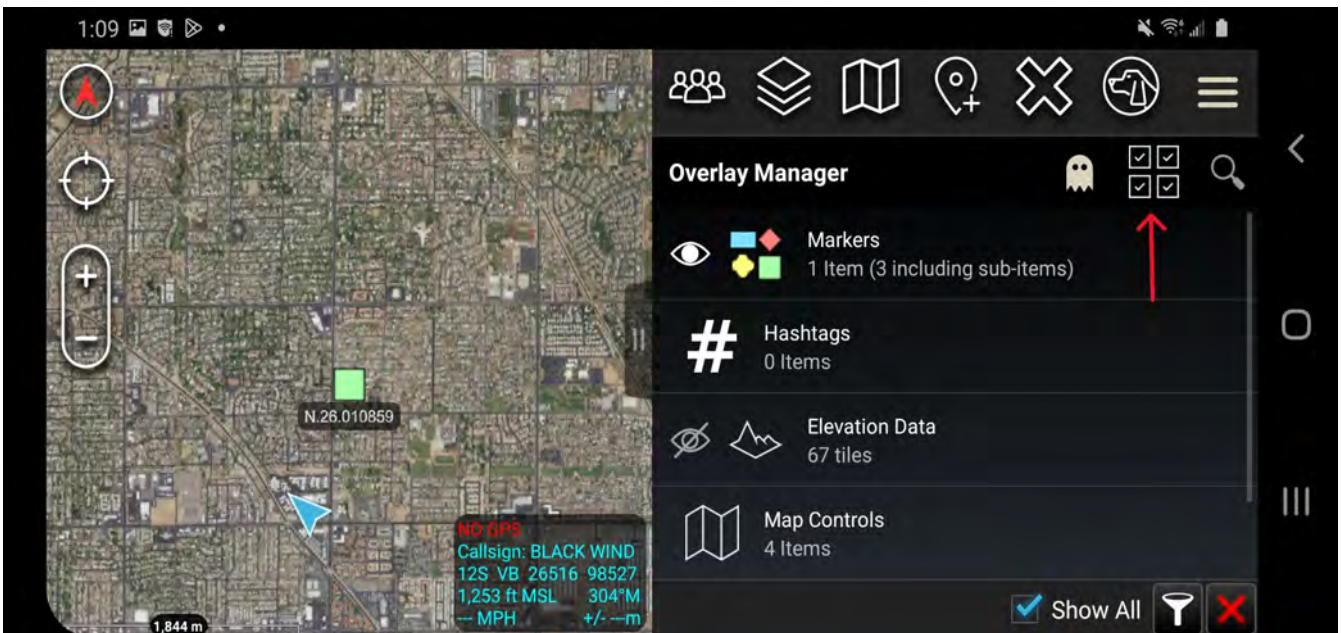 1:09
N.26.010859
NO GPS
Callsign: BLACK WIND
12S VB 26516 98527
1,253 ft MSL 304°M
--- MPH +/- ---m
1,844 m
Overlay Manager
Markers
1 Item (3 including sub-items)
#
Hashtags
0 Items
Elevation Data
67 tiles
Map Controls
4 Items
Show All